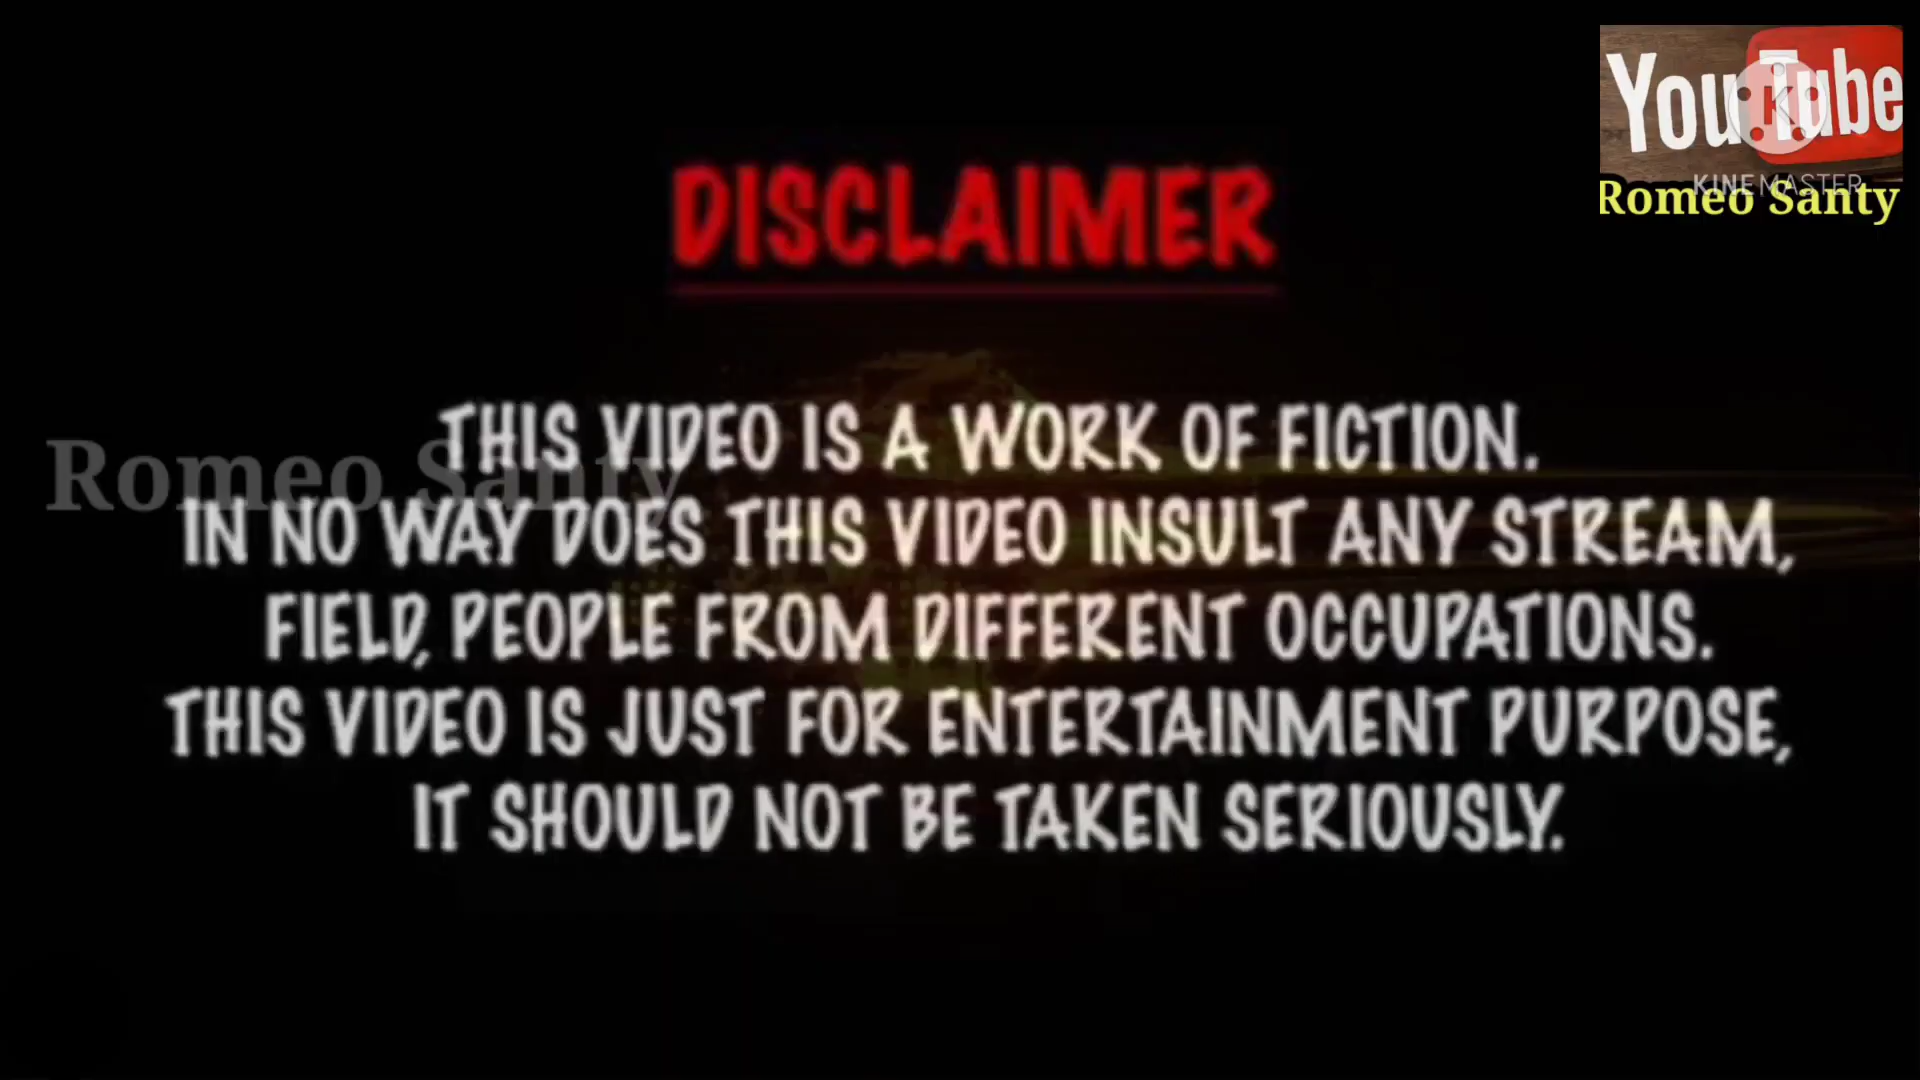 YouTube
K
KINEMASTER
Romeo Santy
DISCLAIMER
Romeo Santy
THIS VIDEO IS A WORK OF FICTION.
IN NO WAY DOES THIS VIDEO INSULT ANY STREAM,
FIELD, PEOPLE FROM DIFFERENT OCCUPATIONS.
THIS VIDEO IS JUST FOR ENTERTAINMENT PURPOSE,
IT SHOULD NOT BE TAKEN SERIOUSLY.